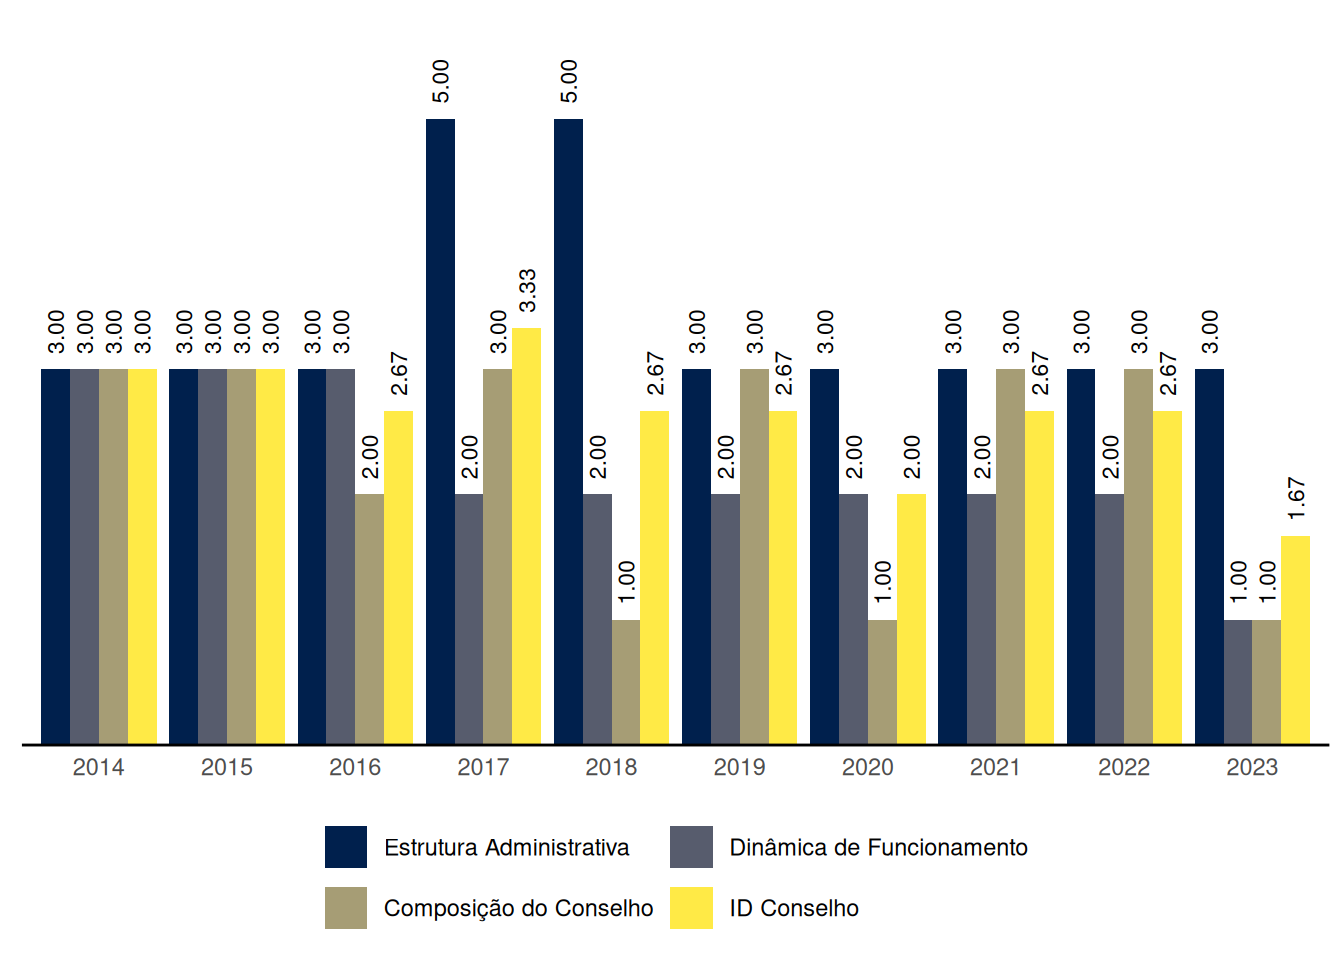 5.00 5.00
3.33
3.00 3.00 3.00 3.00 3.00 3.00 3.00 3.00 3.00 3.00 3.00 3.00 3.00 3.00 3.00 3.00 3.00 3.00 3.00
2.67 2.67 2.67 2.67 2.67
2.00 2.00 2.00 2.00 2.00 2.00 2.00 2.00
1.67
1.00 1.00 1.00 1.00
2014 2015 2016 2017 2018 2019 2020 2021 2022 2023
Estrutura Administrativa Dinâmica de Funcionamento
Composição do Conselho ID Conselho